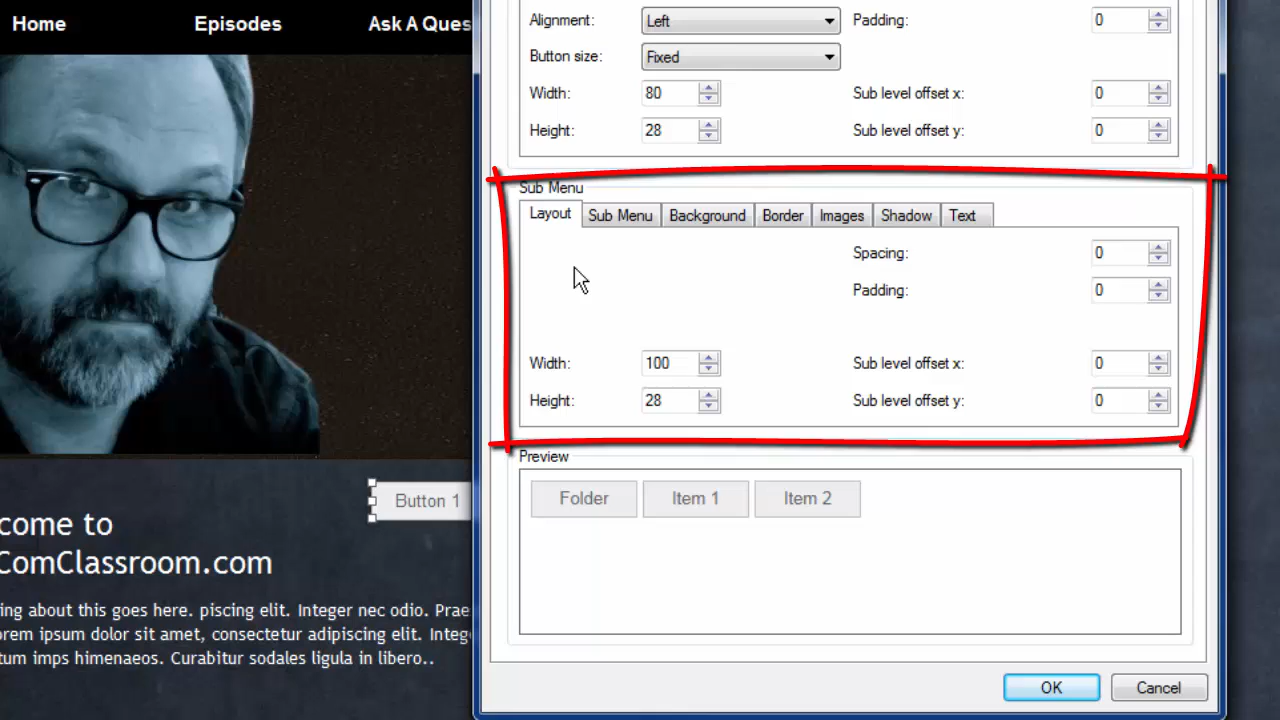 Home Episodes Ask A Ques
Alignment: Left Padding: 0
Button size: Fixed
Width: 80 Sub level offset x: 0
Height: 28 Sub level offset y: 0
Sub Menu
Layout Sub Menu Background Border Images Shadow Text
Spacing: 0
Padding: 0
Width: 100 Sub level offset x: 0
Height: 28 Sub level offset y: 0
Preview
Folder Item 1 Item 2
Button 1
come to
ComClassroom.com
ing about this goes here. piscing elit. Integer nec odio. Prae
orem ipsum dolor sit amet, consectetur adipiscing elit. Intege
tum imps himenaeos. Curabitur sodales ligula in libero..
OK Cancel